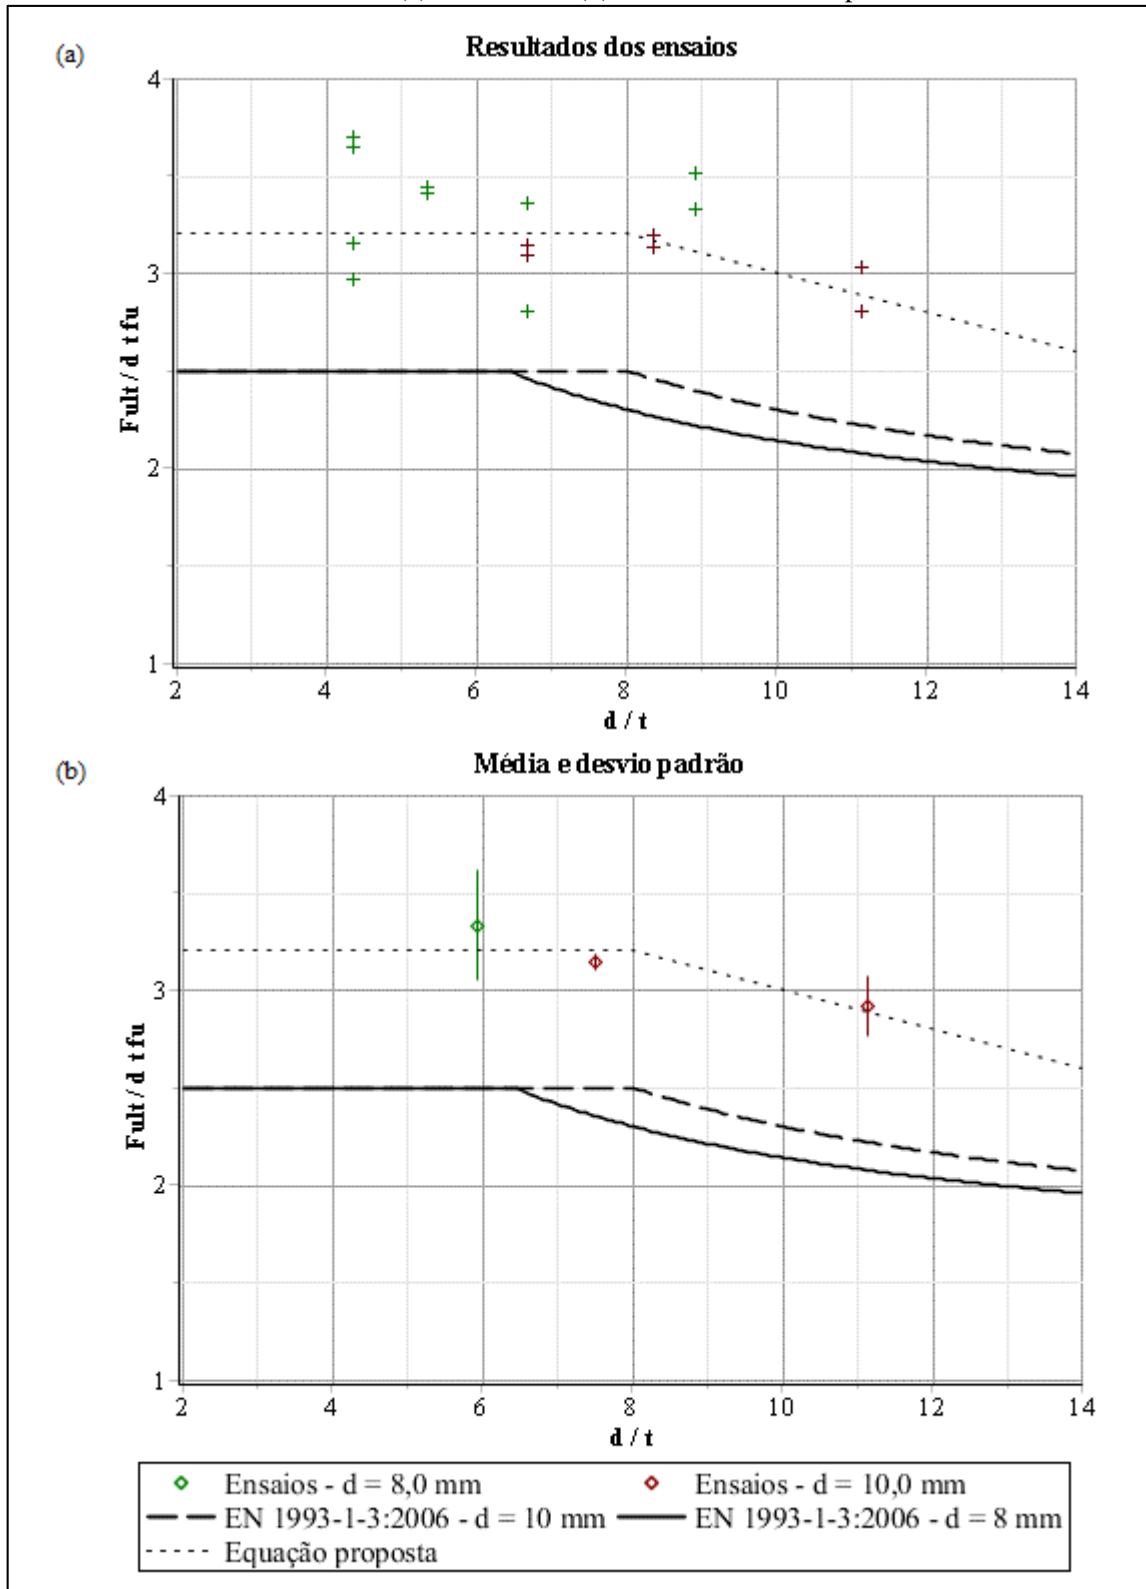 (a)
Resultados dos ensaios
4
3
2
1
Fult / d t fu
2 4 6 8 10 12 14
d / t
(b)
Média e desvio padrão
4
3
2
1
Fult / d t fu
2 4 6 8 10 12 14
d / t
Ensaios - d = 8,0 mm Ensaios - d = 10,0 mm
EN 1993-1-3:2006 - d = 10 mm EN 1993-1-3:2006 - d = 8 mm
Equação proposta